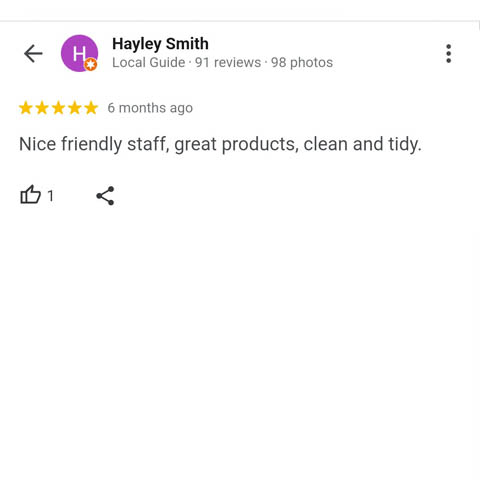 H
Hayley Smith
Local Guide · 91 reviews · 98 photos
6 months ago
Nice friendly staff, great products, clean and tidy.
1